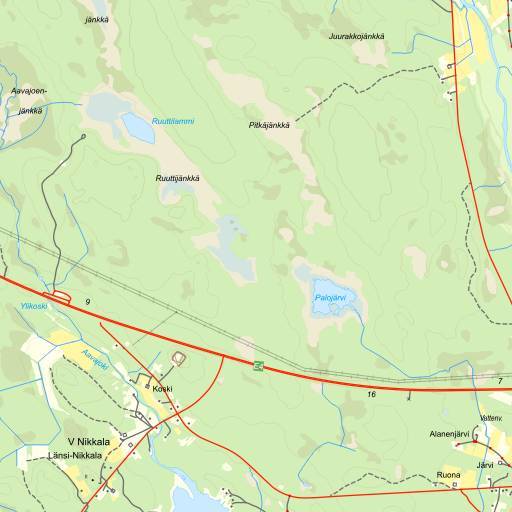 jänkkä
Juurakkojänkkä
Aavajoen-
jänkkä
Ruuttilammi
Pitkäjänkkä
Ruuttijänkkä
Palojärvi
Ylikoski
9
Aavajoki
E4
7
Koski
16
Vattenv.
Alanenjärvi
V Nikkala
Länsi-Nikkala
Järvi
Ruona